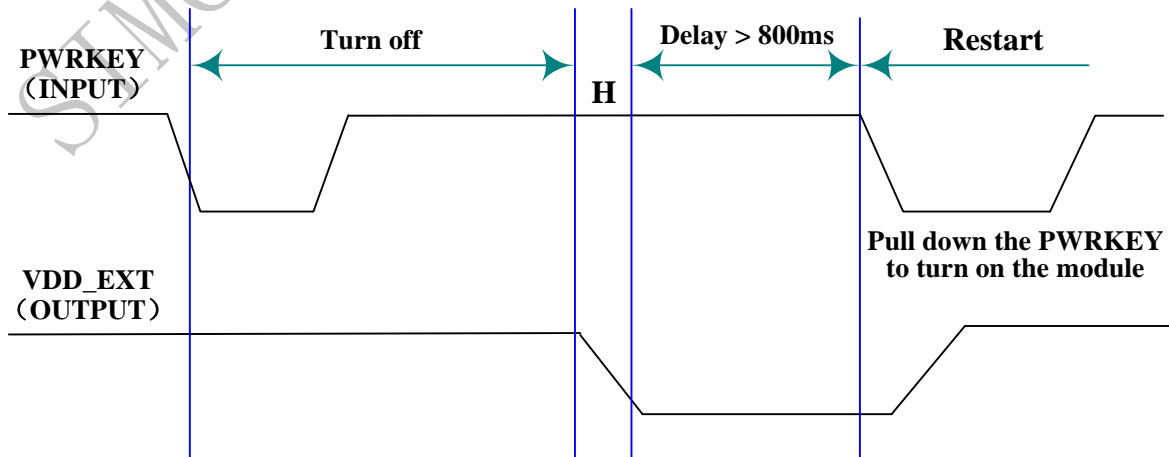 Turn off
Delay > 800ms
Restart
PWRKEY
（INPUT）
H
Pull down the PWRKEY
to turn on the module
VDD_EXT
（OUTPUT）